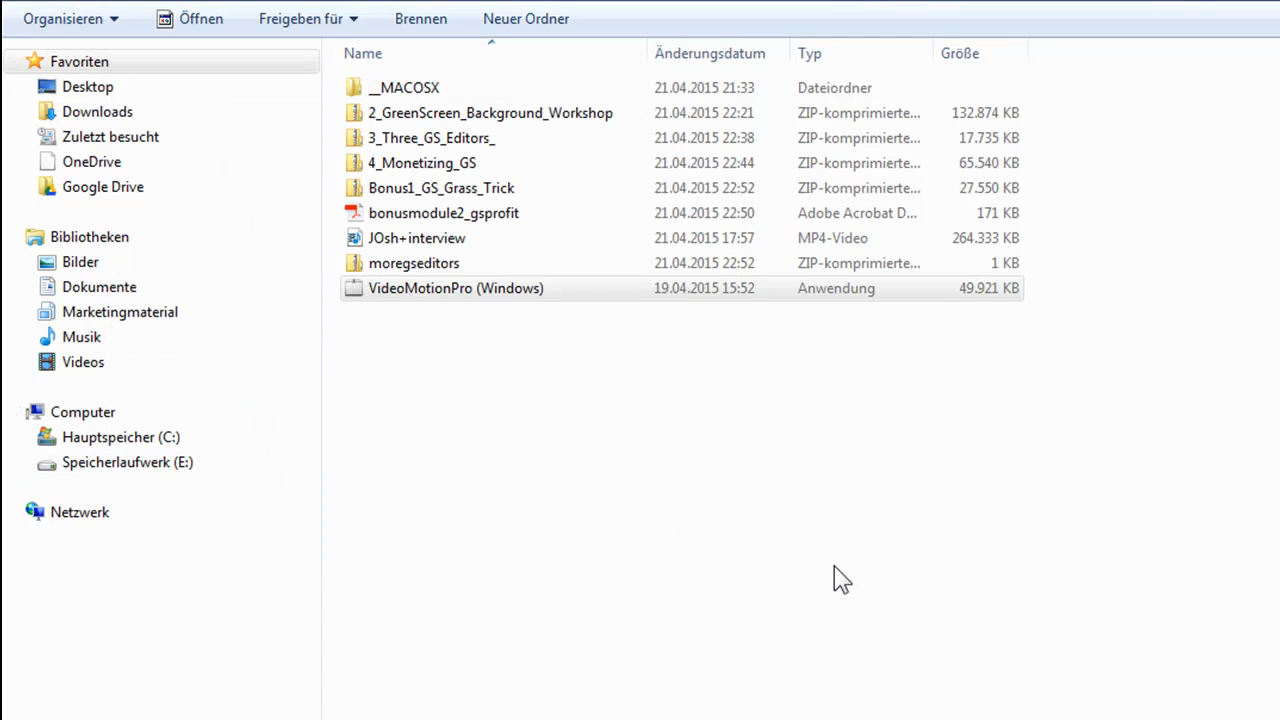 Organisieren Öffnen Freigeben für Brennen Neuer Ordner
Name Änderungsdatum Typ Größe
Favoriten
Desktop
Downloads
Zuletzt besucht
OneDrive
Google Drive
Bibliotheken
Bilder
Dokumente
Marketingmaterial
Musik
Videos
Computer
Hauptspeicher (C:)
Speicherlaufwerk (E:)
Netzwerk
__MACOSX 21.04.2015 21:33 Dateiordner
2_GreenScreen_Background_Workshop 21.04.2015 22:21 ZIP-komprimierte... 132.874 KB
3_Three_GS_Editors_ 21.04.2015 22:38 ZIP-komprimierte... 17.735 KB
4_Monetizing_GS 21.04.2015 22:44 ZIP-komprimierte... 65.540 KB
Bonus1_GS_Grass_Trick 21.04.2015 22:52 ZIP-komprimierte... 27.550 KB
bonusmodule2_gsprofit 21.04.2015 22:50 Adobe Acrobat D... 171 KB
JOsh+interview 21.04.2015 17:57 MP4-Video 264.333 KB
moregseditors 21.04.2015 22:52 ZIP-komprimierte... 1 KB
VideoMotionPro (Windows) 19.04.2015 15:52 Anwendung 49.921 KB